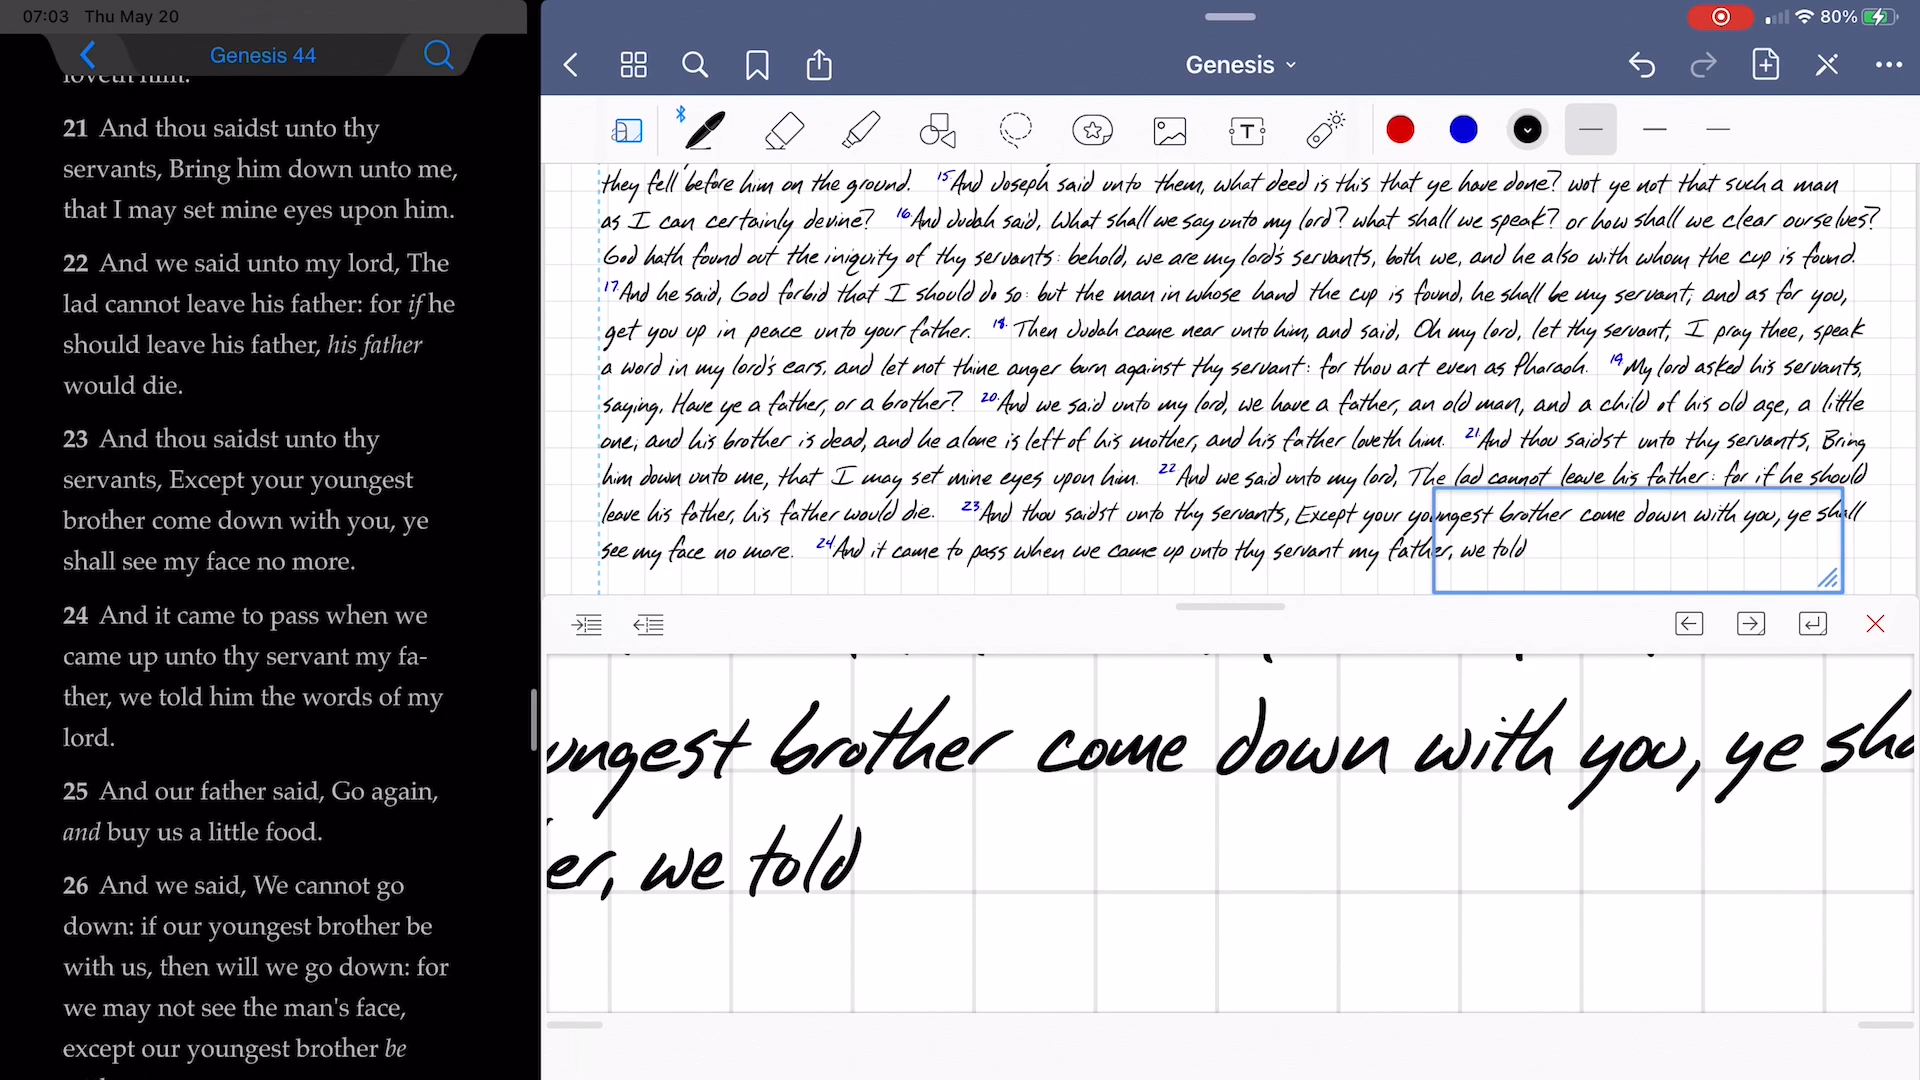 07:03 Thu May 20
Genesis 44
loveth him.
21 And thou saidst unto thy
servants, Bring him down unto me,
that I may set mine eyes upon him.
22 And we said unto my lord, The
lad cannot leave his father: for if he
should leave his father, his father
would die.
23 And thou saidst unto thy
servants, Except your youngest
brother come down with you, ye
shall see my face no more.
24 And it came to pass when we
came up unto thy servant my fa-
ther, we told him the words of my
lord.
25 And our father said, Go again,
and buy us a little food.
26 And we said, We cannot go
down: if our youngest brother be
with us, then will we go down: for
we may not see the man's face,
except our youngest brother be
80%
Genesis
T
they fell before him on the ground. 15. And Joseph said unto them, what deed is this that ye have done? wot ye not that such a man
as I can certainly devine? 16. And Judah said, What shall we say unto my lord? what shall we speak? or how shall we clear ourselves?
God hath found out the iniquity of thy servants: behold, we are my lord's servants, both we, and he also with whom the cup is found.
17. And he said, God forbid that I should do so: but the man in whose hand the cup is found, he shall be my servant; and as for you,
get you up in peace unto your father. 18. Then Judah came near unto him, and said, Oh my lord, let thy servant, I pray thee, speak
a word in my lord's ears, and let not thine anger burn against thy servant: for thou art even as Pharaoh. 19. My lord asked his servants,
saying, Have ye a father, or a brother? 20. And we said unto my lord, we have a father, an old man, and a child of his old age, a little
one; and his brother is dead, and he alone is left of his mother, and his father loveth him. 21. And thou saidst unto thy servants, Bring
him down unto me, that I may set mine eyes upon him. 22 And we said unto my lord, The lad cannot leave his father: for if he should
leave his father, his father would die. 23 And thou saidst unto thy servants, Except your youngest brother come down with you, ye shall
see my face no more. 24 And it came to pass when we came up unto thy servant my father, we told
ungest brother come down with you, ye sha
er, we told